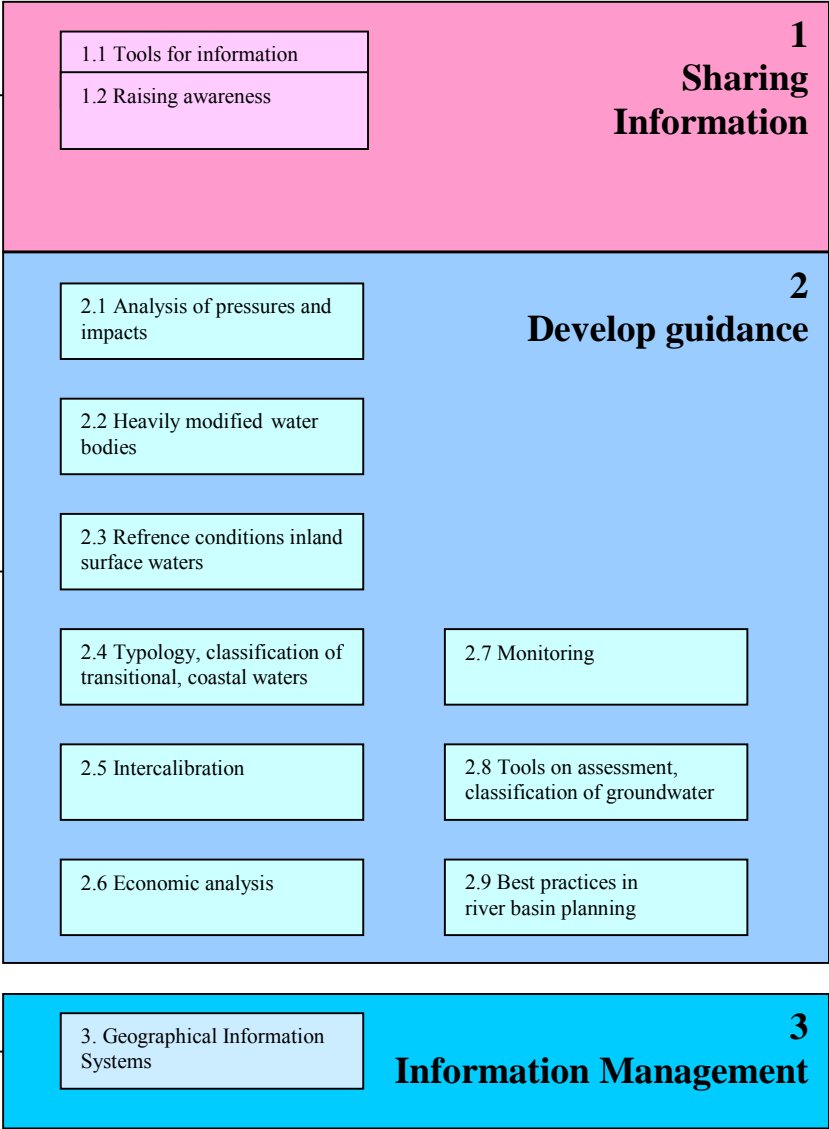 1
Sharing
Information
1.1 Tools for information
1.2 Raising awareness
2
Develop guidance
2.1 Analysis of pressures and
impacts
2.2 Heavily modified water
bodies
2.3 Refrence conditions inland
surface waters
2.4 Typology, classification of
transitional, coastal waters
2.5 Intercalibration
2.6 Economic analysis
2.7 Monitoring
2.8 Tools on assessment,
classification of groundwater
2.9 Best practices in
river basin planning
3
Information Management
3. Geographical Information
Systems